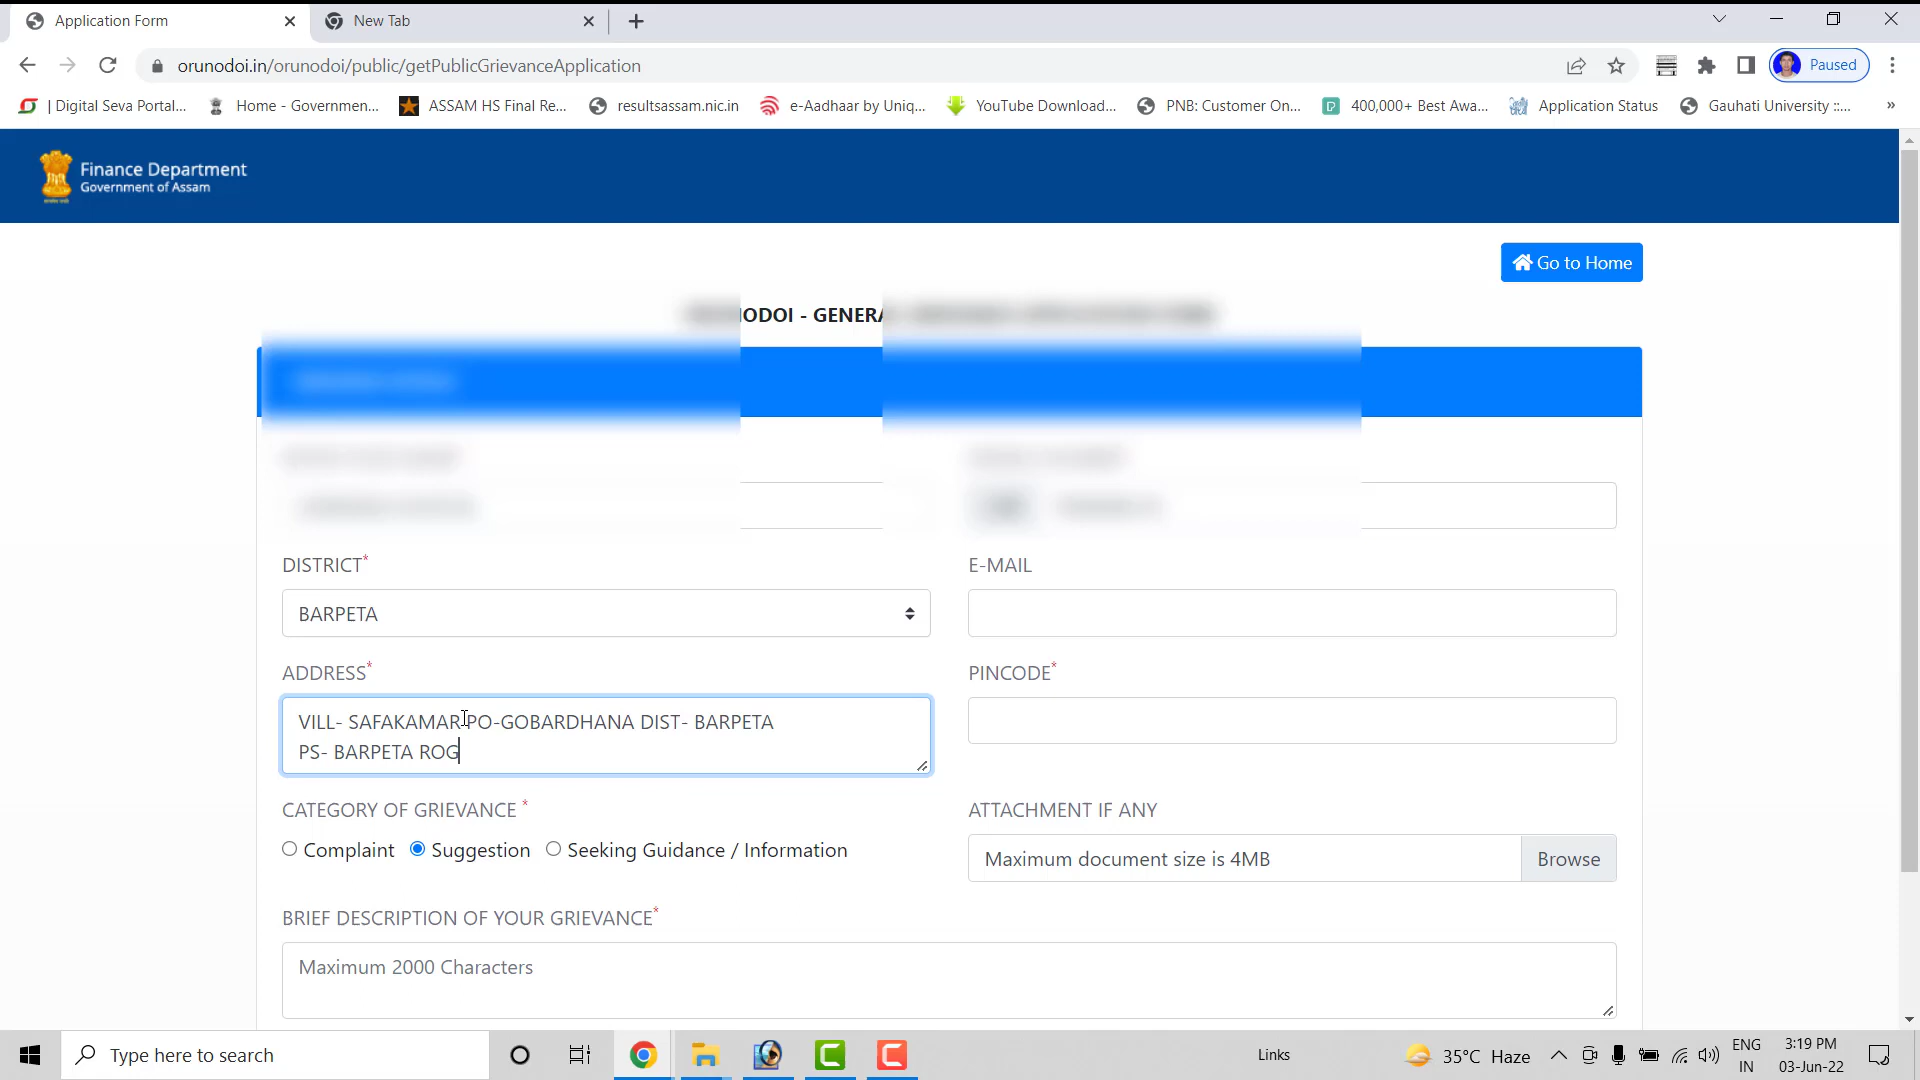 Application Form
New Tab
orunodoi.in/orunodoi/public/getPublicGrievanceApplication
Paused
| Digital Seva Portal...
Home - Governmen...
ASSAM HS Final Re...
resultsassam.nic.in
e-Aadhaar by Uniq...
YouTube Download...
PNB: Customer On...
400,000+ Best Awa...
Application Status
Gauhati University ::...
»
Finance Department
Government of Assam
Go to Home
NODOI - GENERA
DISTRICT*
E-MAIL
BARPETA
ADDRESS*
PINCODE*
VILL- SAFAKAMAR PO-GOBARDHANA DIST- BARPETA
PS- BARPETA ROG
CATEGORY OF GRIEVANCE *
ATTACHMENT IF ANY
Complaint Suggestion Seeking Guidance / Information
Maximum document size is 4MB
Browse
BRIEF DESCRIPTION OF YOUR GRIEVANCE*
Maximum 2000 Characters
Type here to search
Links
35°C Haze
ENG
IN
3:19 PM
03-Jun-22